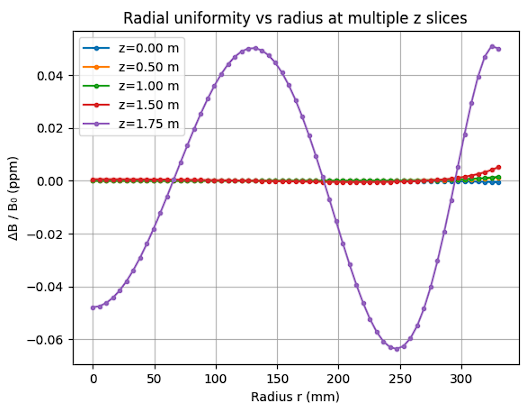 Radial uniformity vs radius at multiple z slices
z=0.00 m
z=0.50 m
z=1.00 m
z=1.50 m
z=1.75 m
ΔB / B₀ (ppm)
0.04
0.02
0.00
−0.02
−0.04
−0.06
0 50 100 150 200 250 300
Radius r (mm)